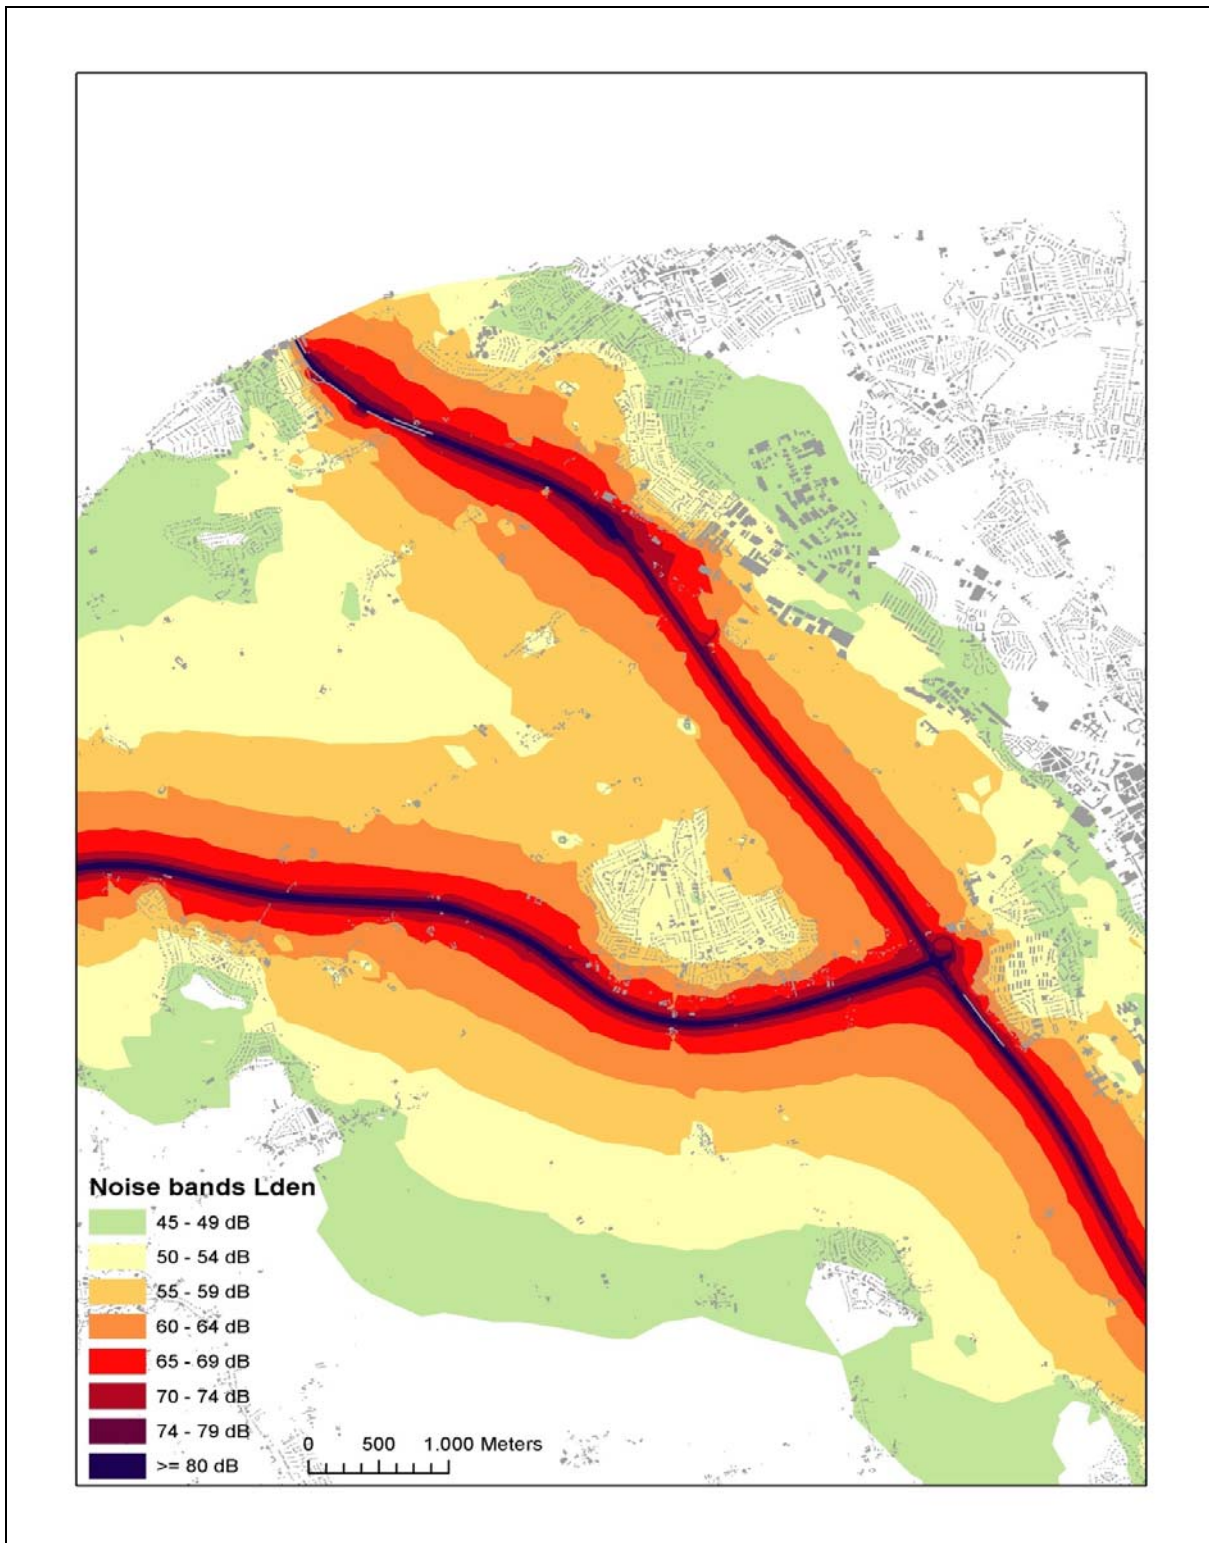 Noise bands Lden
45 - 49 dB
50 - 54 dB
55 - 59 dB
60 - 64 dB
65 - 69 dB
70 - 74 dB
74 - 79 dB
>= 80 dB
0 500 1.000 Meters